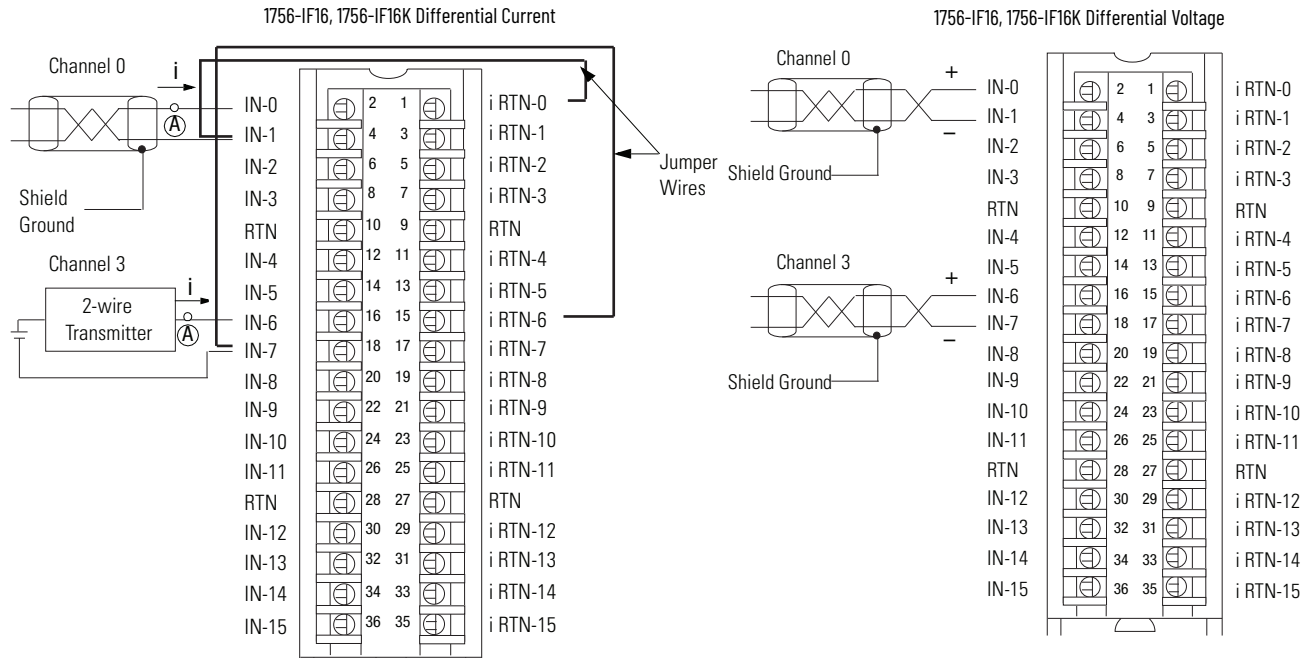 1756-IF16, 1756-IF16K Differential Current
Channel 0
i
A
Shield
Ground
Channel 3
i
2-wire
Transmitter
A
Jumper
Wires
IN-0 2 1 i RTN-0
IN-1 4 3 i RTN-1
IN-2 6 5 i RTN-2
IN-3 8 7 i RTN-3
RTN 10 9 RTN
IN-4 12 11 i RTN-4
IN-5 14 13 i RTN-5
IN-6 16 15 i RTN-6
IN-7 18 17 i RTN-7
IN-8 20 19 i RTN-8
IN-9 22 21 i RTN-9
IN-10 24 23 i RTN-10
IN-11 26 25 i RTN-11
RTN 28 27 RTN
IN-12 30 29 i RTN-12
IN-13 32 31 i RTN-13
IN-14 34 33 i RTN-14
IN-15 36 35 i RTN-15
1756-IF16, 1756-IF16K Differential Voltage
Channel 0
+
–
Shield Ground
Channel 3
+
–
Shield Ground
IN-0 2 1 i RTN-0
IN-1 4 3 i RTN-1
IN-2 6 5 i RTN-2
IN-3 8 7 i RTN-3
RTN 10 9 RTN
IN-4 12 11 i RTN-4
IN-5 14 13 i RTN-5
IN-6 16 15 i RTN-6
IN-7 18 17 i RTN-7
IN-8 20 19 i RTN-8
IN-9 22 21 i RTN-9
IN-10 24 23 i RTN-10
IN-11 26 25 i RTN-11
RTN 28 27 RTN
IN-12 30 29 i RTN-12
IN-13 32 31 i RTN-13
IN-14 34 33 i RTN-14
IN-15 36 35 i RTN-15